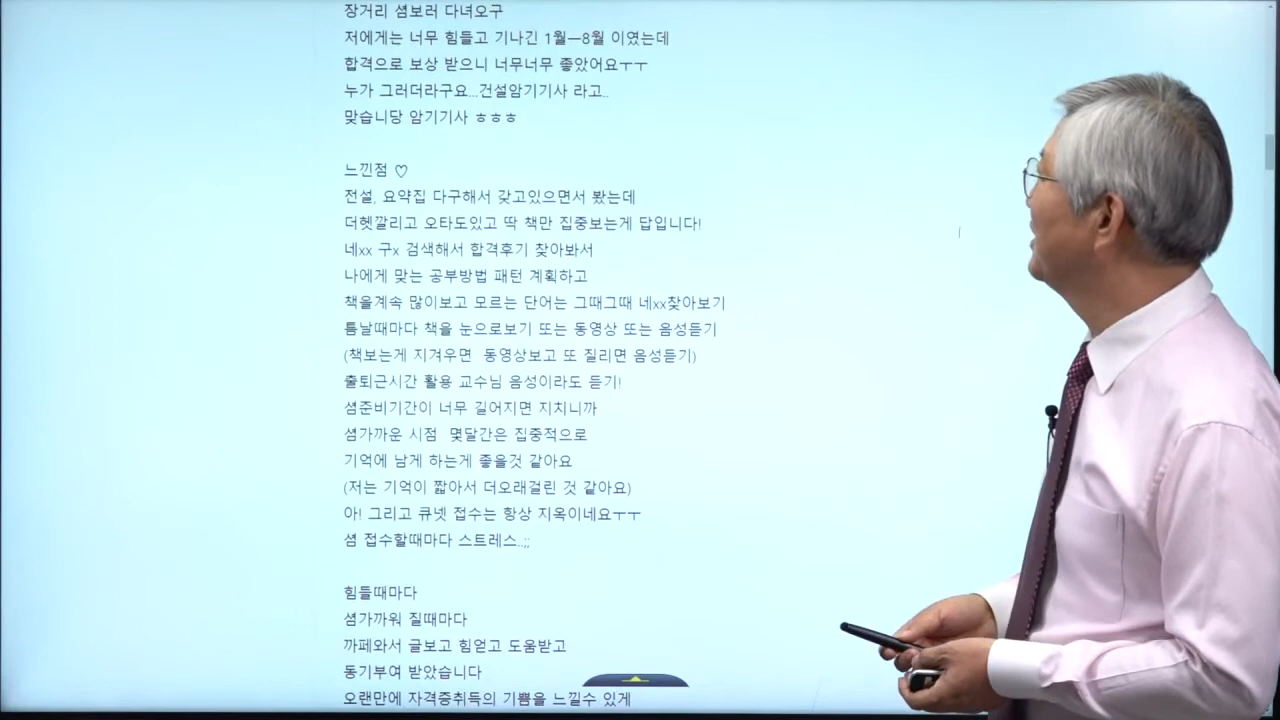 장거리 셤보러 다녀오구
저에게는 너무 힘들고 기나긴 1월—8월 이였는데
합격으로 보상 받으니 너무너무 좋았어요ㅜㅜ
누가 그러더라구요...건설암기기사 라고..
맞습니당 암기기사 ㅎㅎㅎ
느낀점 ♡
전설, 요약집 다구해서 갖고있으면서 봤는데
더헷깔리고 오타도있고 딱 책만 집중보는게 답입니다!
네xx 구x 검색해서 합격후기 찾아봐서
나에게 맞는 공부방법 패턴 계획하고
책을계속 많이보고 모르는 단어는 그때그때 네xx찾아보기
틈날때마다 책을 눈으로보기 또는 동영상 또는 음성듣기
(책보는게 지겨우면 동영상보고 또 질리면 음성듣기)
출퇴근시간 활용 교수님 음성이라도 듣기!
셤준비기간이 너무 길어지면 지치니까
셤가까운 시점 몇달간은 집중적으로
기억에 남게 하는게 좋을것 같아요
(저는 기억이 짧아서 더오래걸린 것 같아요)
아! 그리고 큐넷 접수는 항상 지옥이네요ㅜㅜ
셤 접수할때마다 스트레스..;;
힘들때마다
셤가까워 질때마다
까페와서 글보고 힘얻고 도움받고
동기부여 받았습니다
오랜만에 자격증취득의 기쁨을 느낄수 있게